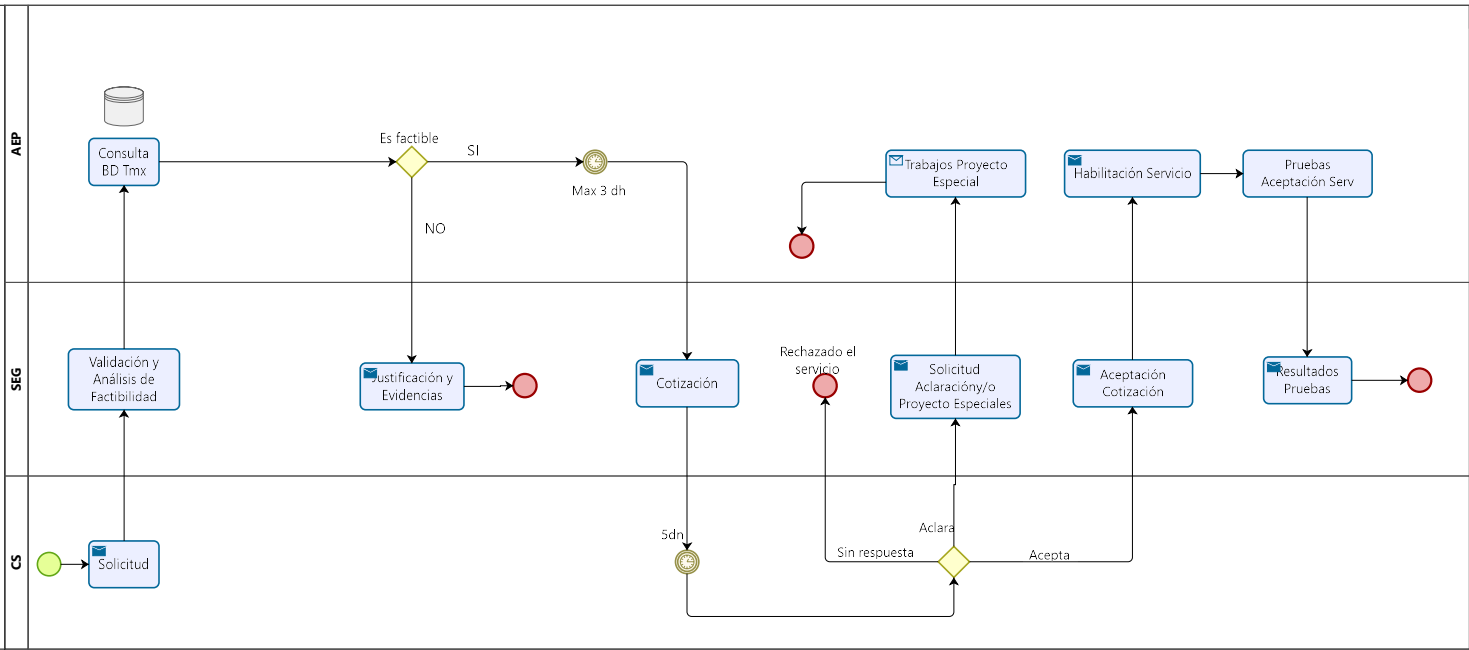 AEP
Consulta
BD Tmx
Es factible
SI
NO
Max 3 dh
Trabajos Proyecto
Especial
Habilitación Servicio
Pruebas
Aceptación Serv
SEG
Validación y
Análisis de
Factibilidad
Justificación y
Evidencias
Cotización
Rechazado el
servicio
Solicitud
Aclaracióny/o
Proyecto Especiales
Aceptación
Cotización
Resultados
Pruebas
CS
Solicitud
5dn
Sin respuesta
Aclara
Acepta